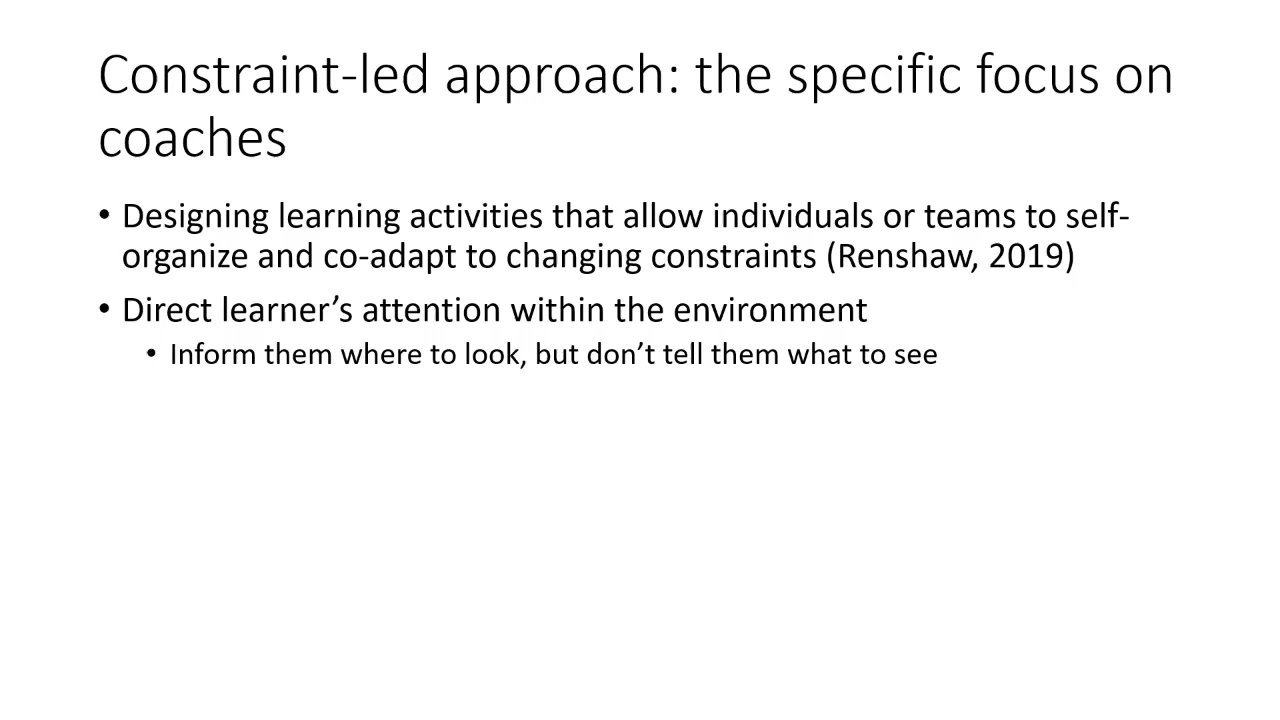 Constraint-led approach: the specific focus on
coaches
• Designing learning activities that allow individuals or teams to self-
organize and co-adapt to changing constraints (Renshaw, 2019)
• Direct learner’s attention within the environment
• Inform them where to look, but don’t tell them what to see